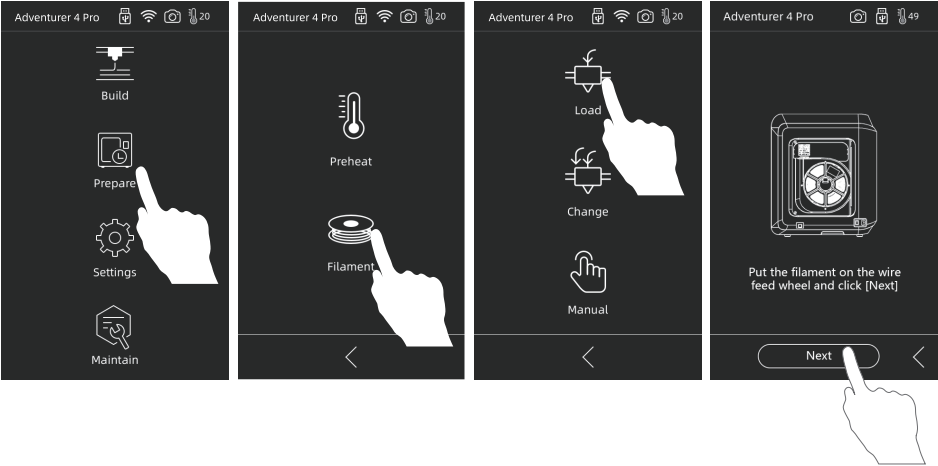 Adventurer 4 Pro 20
Build
Prepare
Settings
Maintain
Adventurer 4 Pro 20
Preheat
Filament
Adventurer 4 Pro 20
Load
Change
Manual
Adventurer 4 Pro 49
Put the filament on the wire
feed wheel and click [Next]
Next